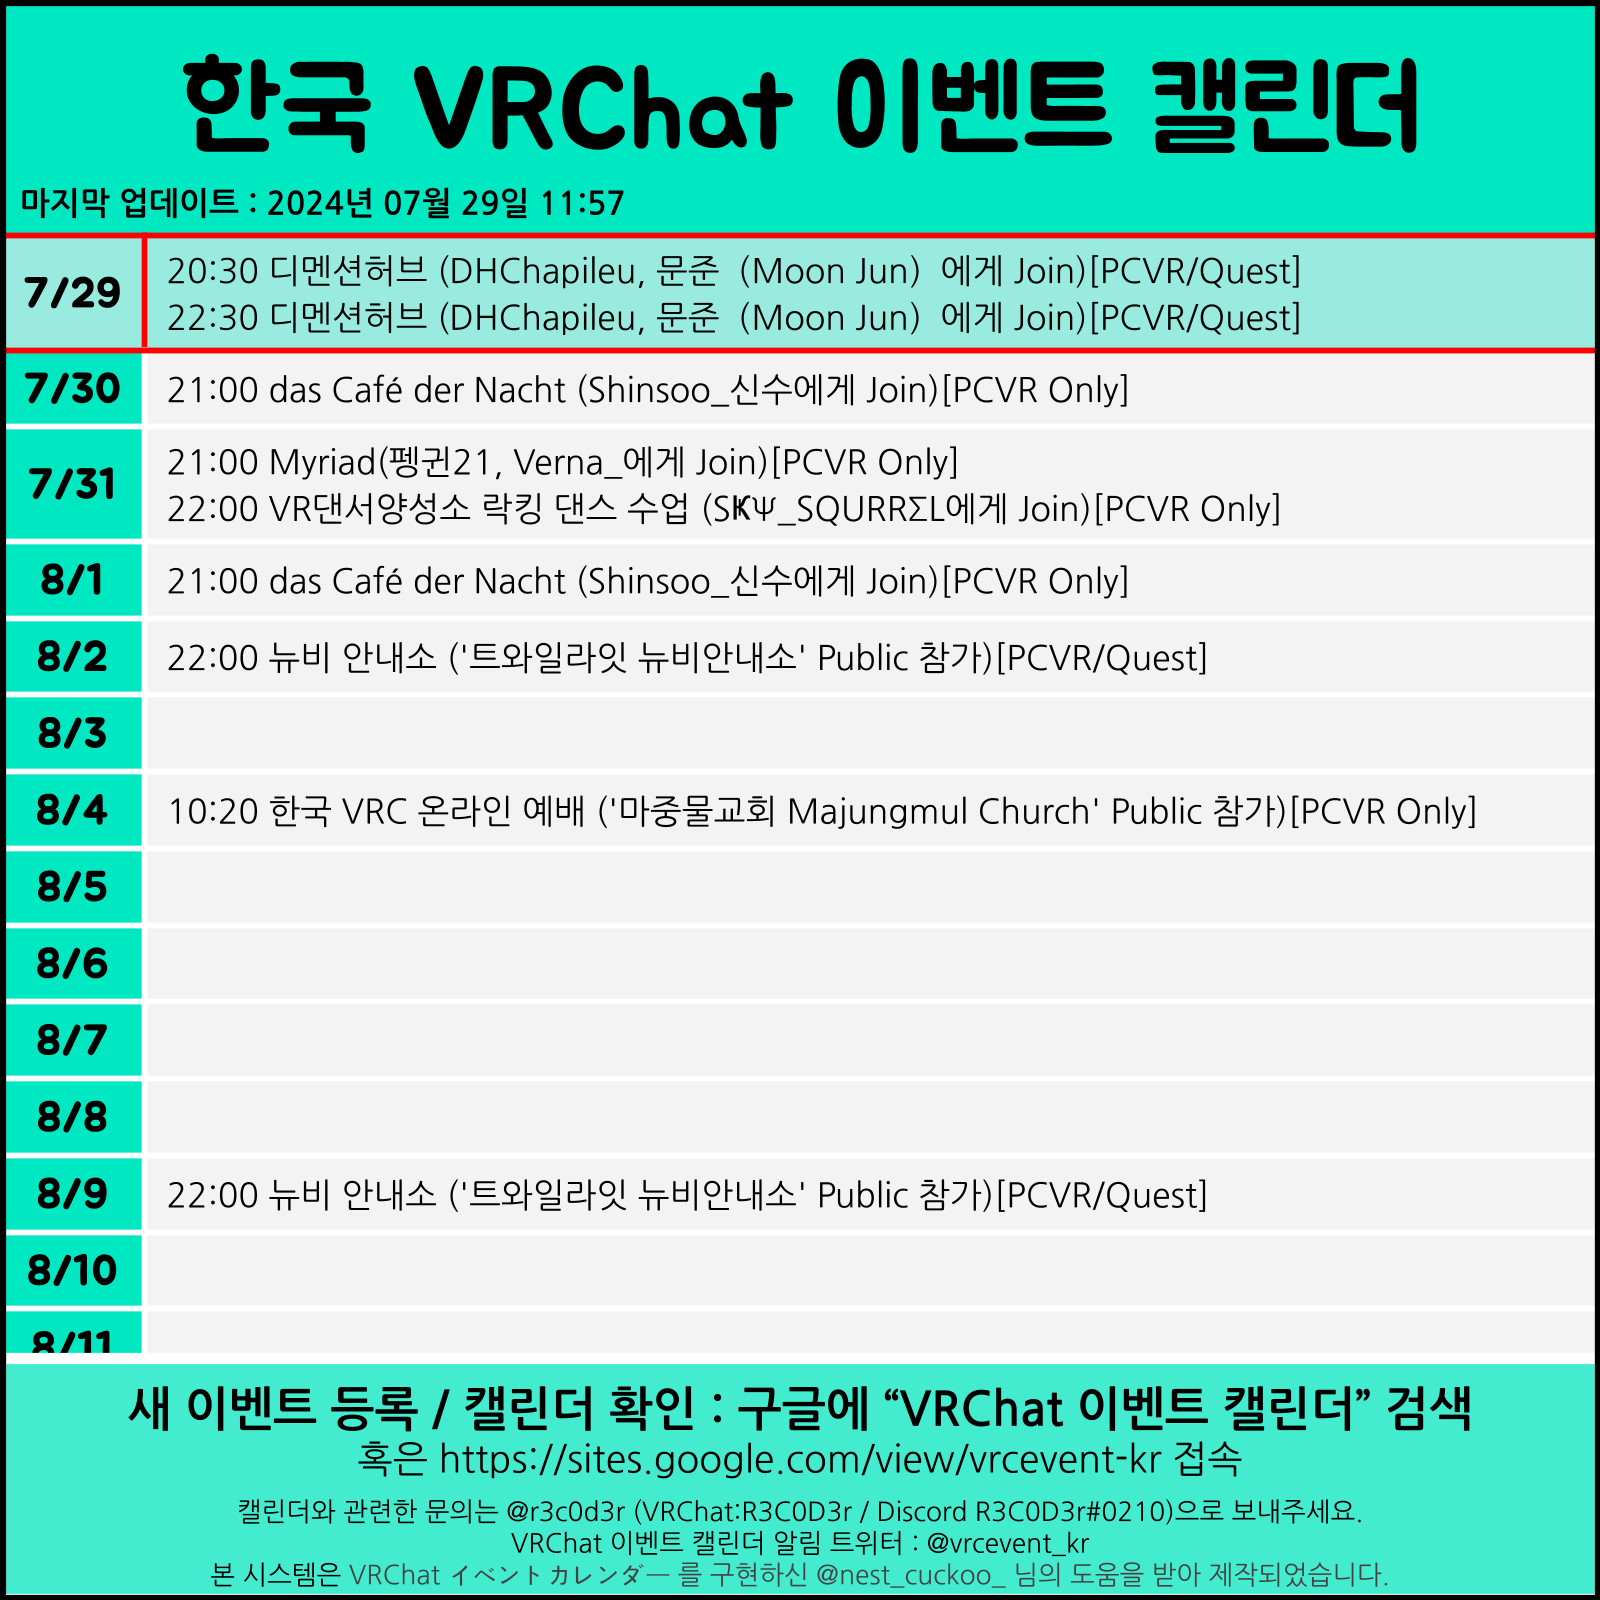 한국 VRChat 이벤트 캘린더
마지막 업데이트 : 2024년 07월 29일 11:57
7/29
20:30 디멘션허브 (DHChapileu, 문준（Moon Jun）에게 Join)[PCVR/Quest]
22:30 디멘션허브 (DHChapileu, 문준（Moon Jun）에게 Join)[PCVR/Quest]
7/30
21:00 das Café der Nacht (Shinsoo_신수에게 Join)[PCVR Only]
7/31
21:00 Myriad(펭귄21, Verna_에게 Join)[PCVR Only]
22:00 VR댄서양성소 락킹 댄스 수업 (SҜΨ_SQURRΣL에게 Join)[PCVR Only]
8/1
21:00 das Café der Nacht (Shinsoo_신수에게 Join)[PCVR Only]
8/2
22:00 뉴비 안내소 ('트와일라잇 뉴비안내소' Public 참가)[PCVR/Quest]
8/3
8/4
10:20 한국 VRC 온라인 예배 ('마중물교회 Majungmul Church' Public 참가)[PCVR Only]
8/5
8/6
8/7
8/8
8/9
22:00 뉴비 안내소 ('트와일라잇 뉴비안내소' Public 참가)[PCVR/Quest]
8/10
8/11
새 이벤트 등록 / 캘린더 확인 : 구글에 “VRChat 이벤트 캘린더” 검색
혹은 https://sites.google.com/view/vrcevent-kr 접속
캘린더와 관련한 문의는 @r3c0d3r (VRChat:R3C0D3r / Discord R3C0D3r#0210)으로 보내주세요.
VRChat 이벤트 캘린더 알림 트위터 : @vrcevent_kr
본 시스템은 VRChat イベントカレンダー 를 구현하신 @nest_cuckoo_ 님의 도움을 받아 제작되었습니다.